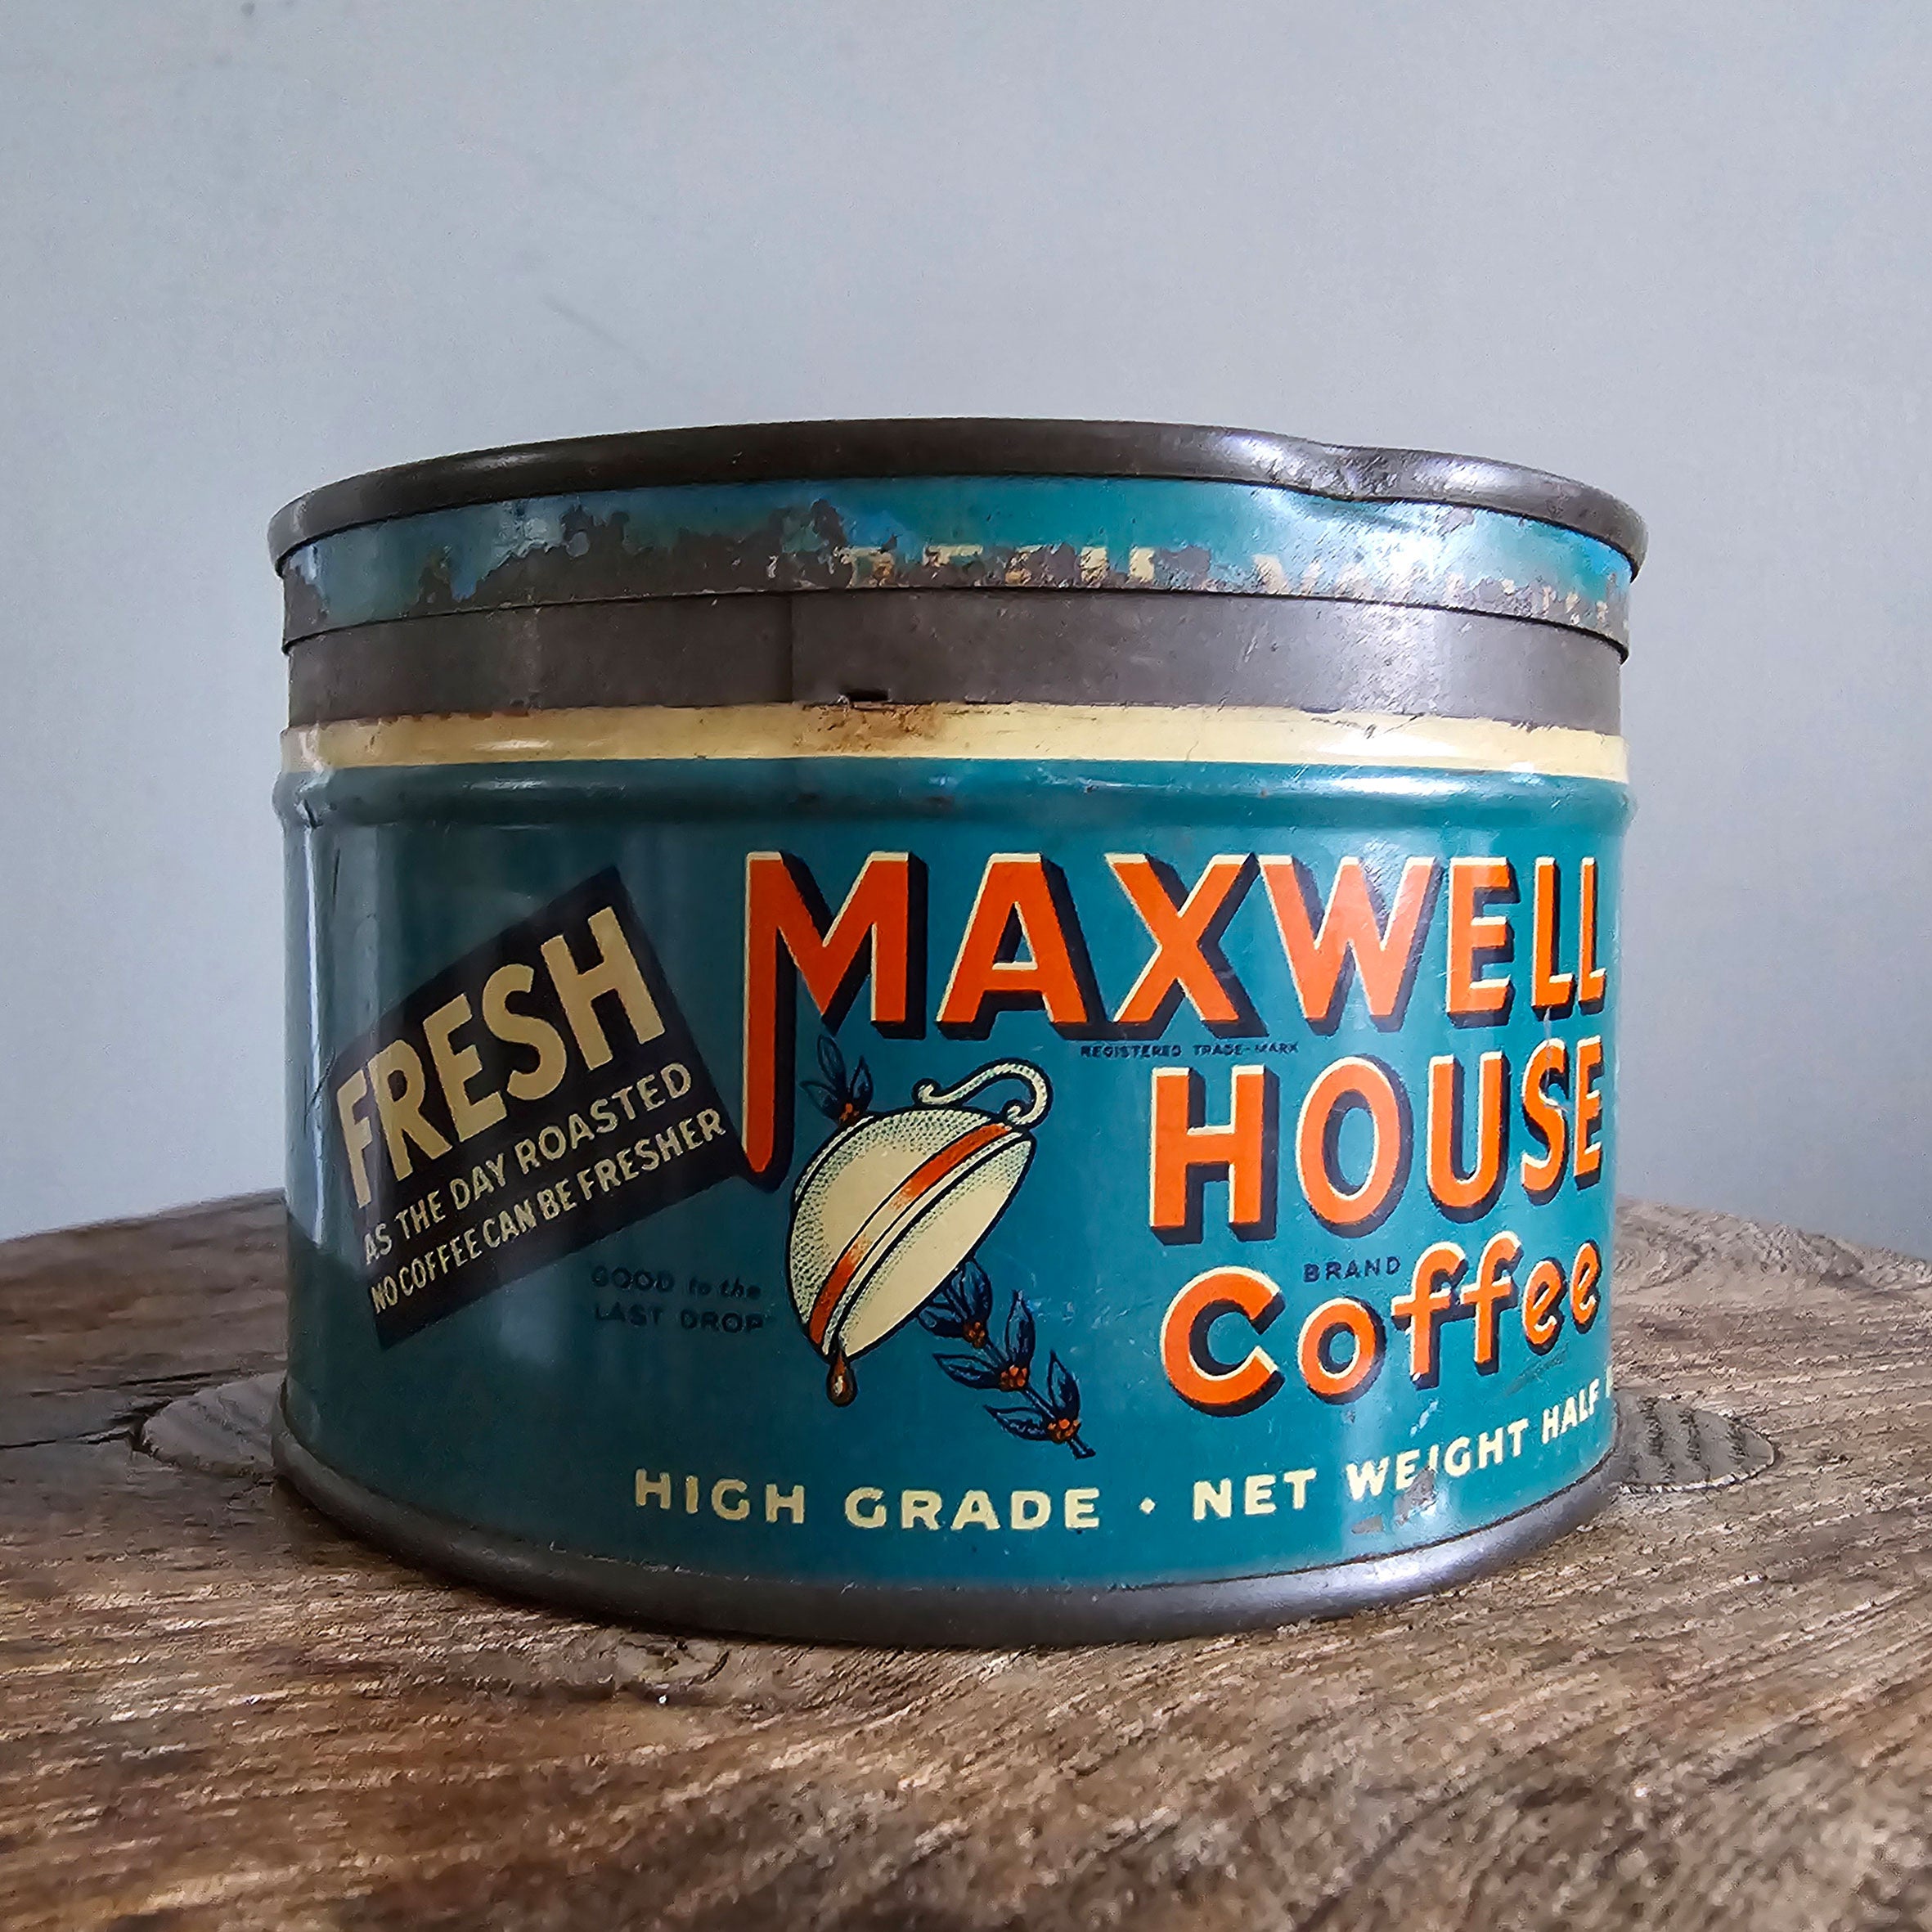 FRESH
AS THE DAY ROASTED
NO COFFEE CAN BE FRESHER
MAXWELL
REGISTERED TRADE-MARK
HOUSE
BRAND
Coffee
GOOD to the
LAST DROP"
HIGH GRADE • NET WEIGHT HALF